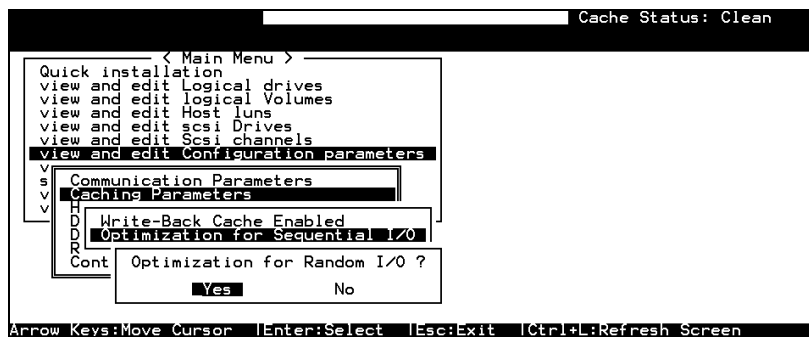 Cache Status: Clean
< Main Menu >
Quick installation
view and edit Logical drives
view and edit logical Volumes
view and edit Host luns
view and edit scsi Drives
view and edit Scsi channels
view and edit Configuration parameters
v
s Communication Parameters
v Caching Parameters
v H
D Write-Back Cache Enabled
D Optimization for Sequential I/O
R
Cont Optimization for Random I/O ?
Yes No
Arrow Keys:Move Cursor |Enter:Select |Esc:Exit |Ctrl+L:Refresh Screen